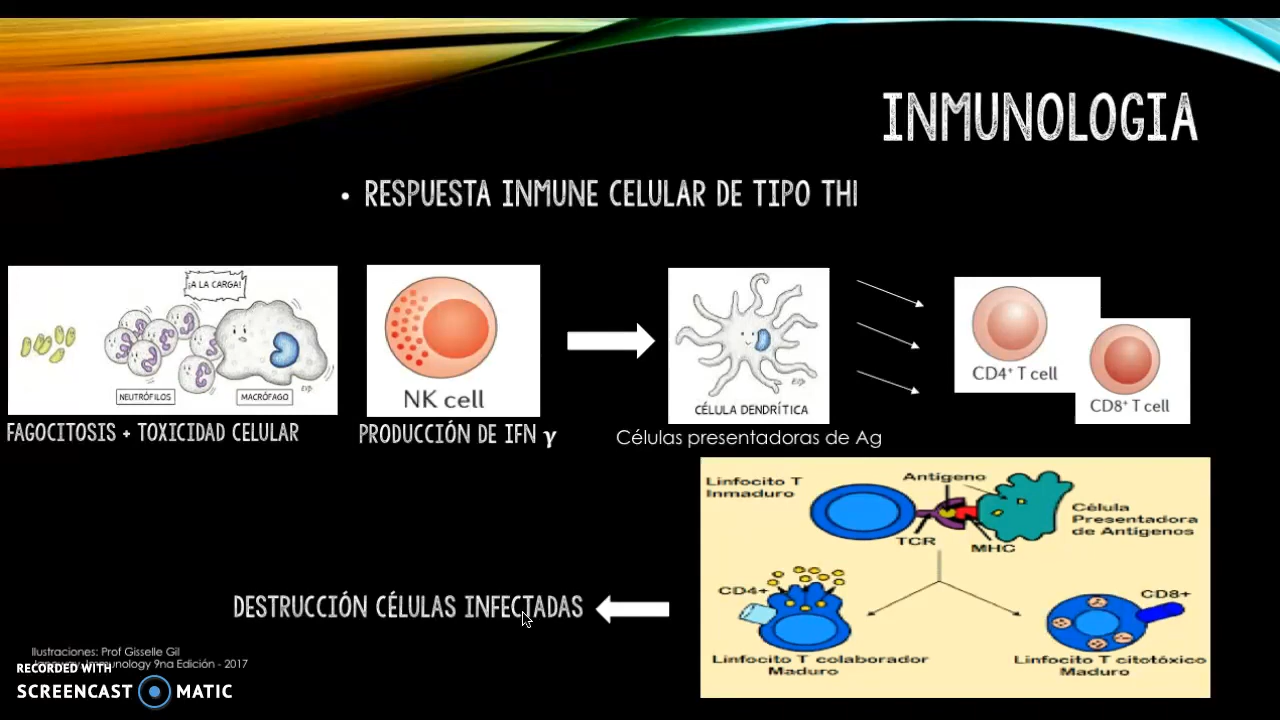 INMUNOLOGIA
• RESPUESTA INMUNE CELULAR DE TIPO TH1
¡A LA CARGA!
NEUTRÓFILOS
MACRÓFAGO
NK cell
CÉLULA DENDRÍTICA
CD4⁺ T cell
CD8⁺ T cell
FAGOCITOSIS + TOXICIDAD CELULAR
PRODUCCIÓN DE IFN γ
Células presentadoras de Ag
Linfocito T
Inmaduro
Antígeno
Célula
Presentadora
de Antígenos
TCR
MHC
CD4+
CD8+
Linfocito T colaborador
Maduro
Linfocito T citotóxico
Maduro
DESTRUCCIÓN CÉLULAS INFECTADAS
Ilustraciones: Prof Gisselle Gil
Immunology 9na Edición - 2017
RECORDED WITH
SCREENCAST MATIC